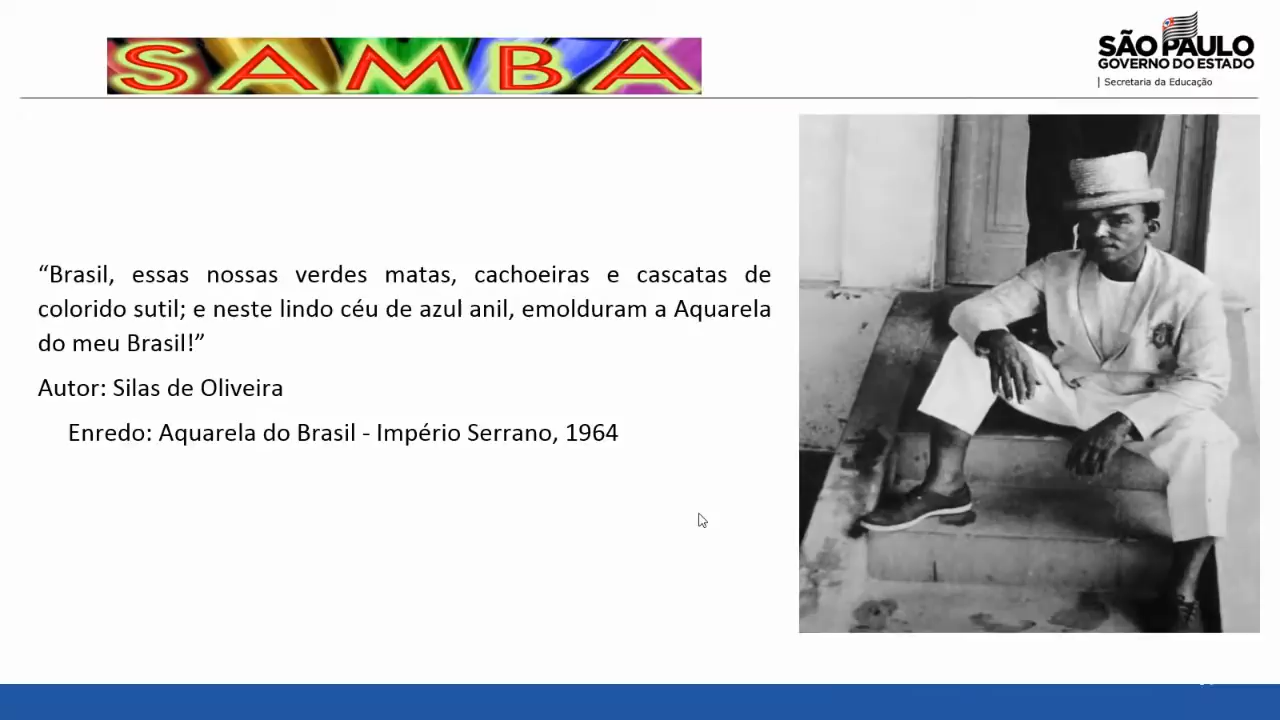 SAMBA
SÃO PAULO
GOVERNO DO ESTADO
Secretaria da Educação
“Brasil, essas nossas verdes matas, cachoeiras e cascatas de
colorido sutil; e neste lindo céu de azul anil, emolduram a Aquarela
do meu Brasil!”
Autor: Silas de Oliveira
Enredo: Aquarela do Brasil - Império Serrano, 1964